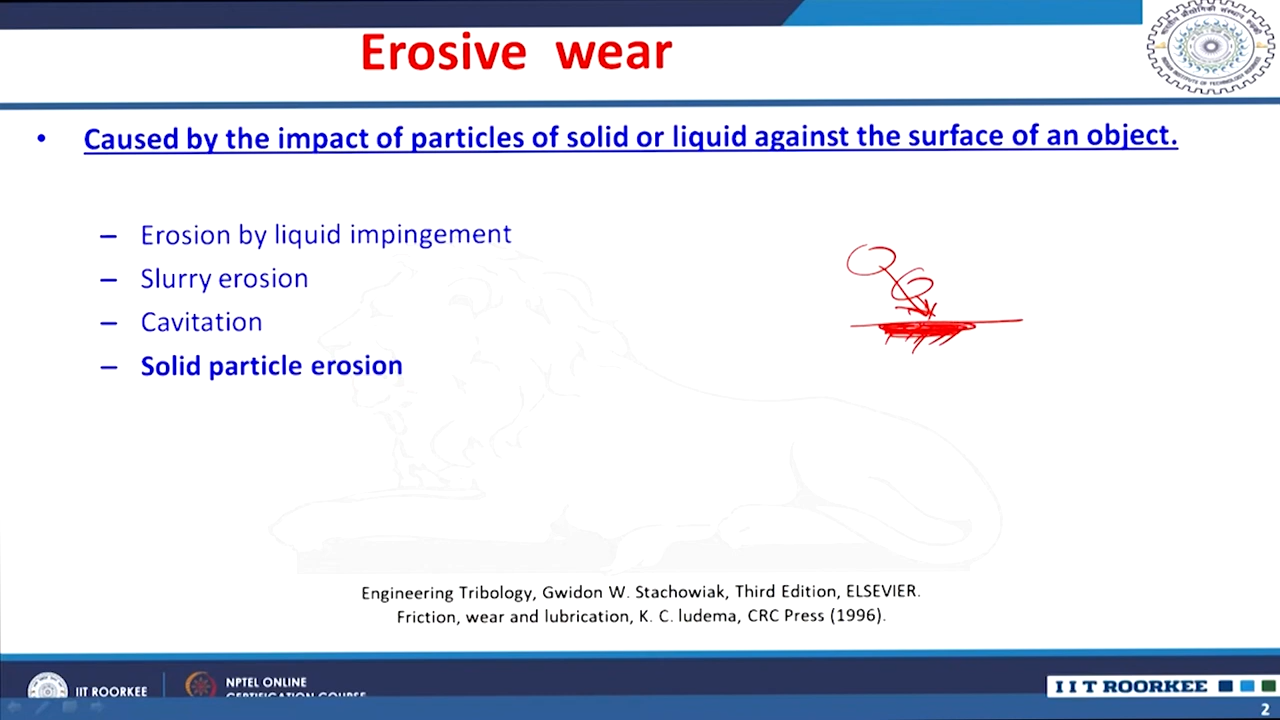 Erosive wear
• Caused by the impact of particles of solid or liquid against the surface of an object.
– Erosion by liquid impingement
– Slurry erosion
– Cavitation
– Solid particle erosion
Engineering Tribology, Gwidon W. Stachowiak, Third Edition, ELSEVIER.
Friction, wear and lubrication, K. C. ludema, CRC Press (1996).
IIT ROORKEE
NPTEL ONLINE
CERTIFICATION COURSE
IIT ROORKEE
2